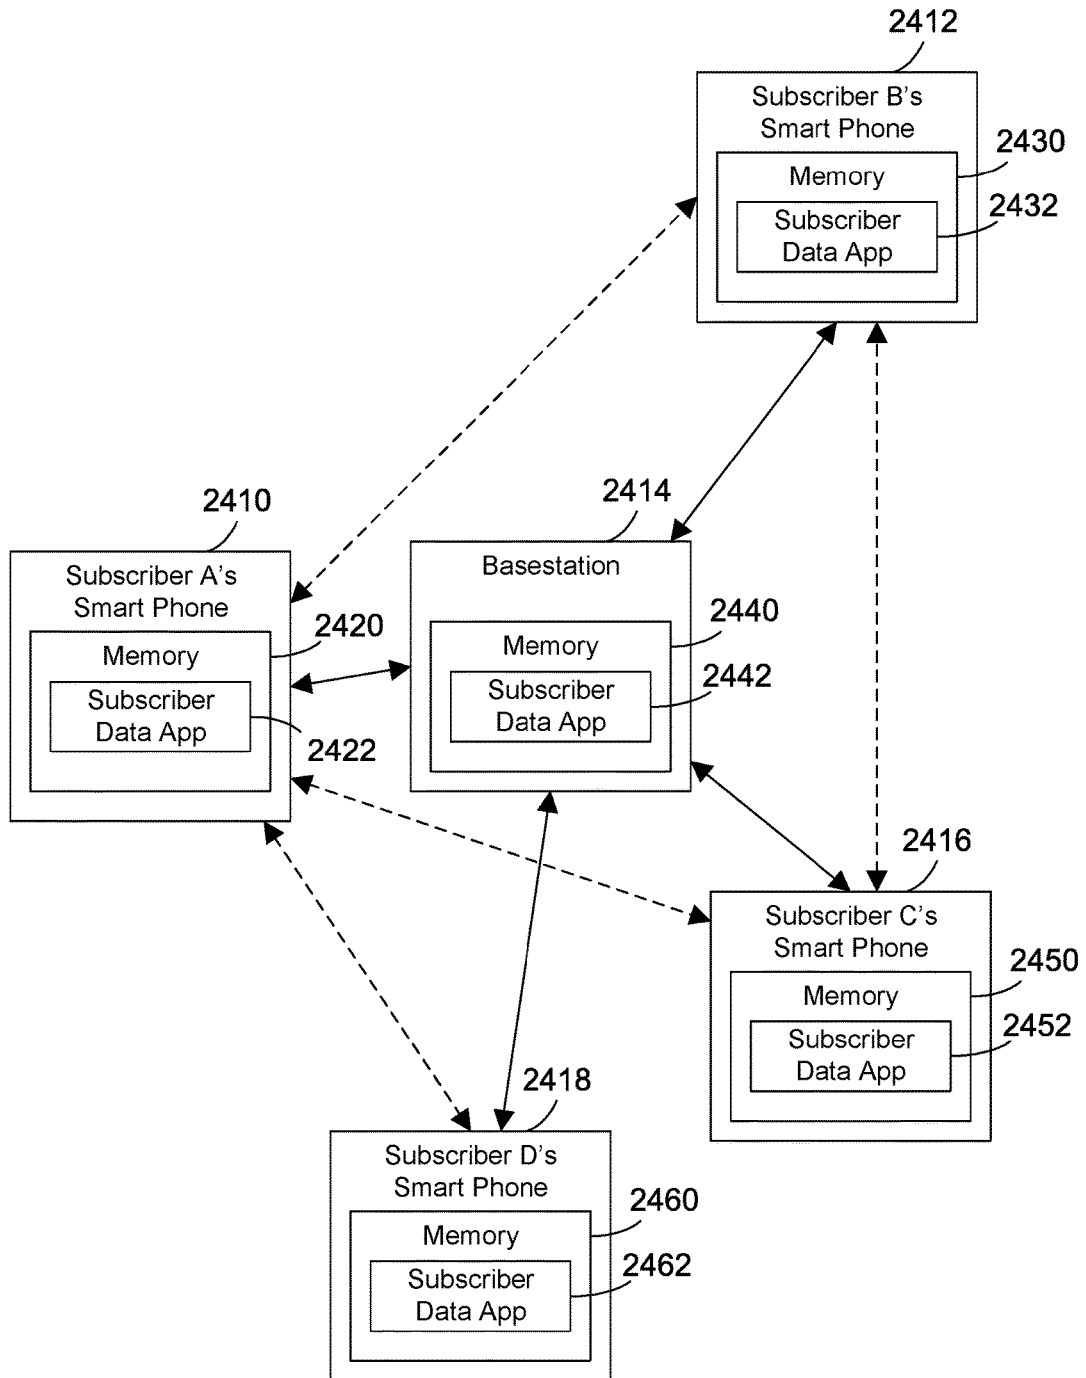 2412
Subscriber B's
Smart Phone
2430
Memory
2432
Subscriber
Data App
2410
Subscriber A's
Smart Phone
2420
Memory
Subscriber
Data App
2422
2414
Basestation
2440
Memory
2442
Subscriber
Data App
2416
Subscriber C's
Smart Phone
2450
Memory
2452
Subscriber
Data App
2418
Subscriber D's
Smart Phone
2460
Memory
2462
Subscriber
Data App